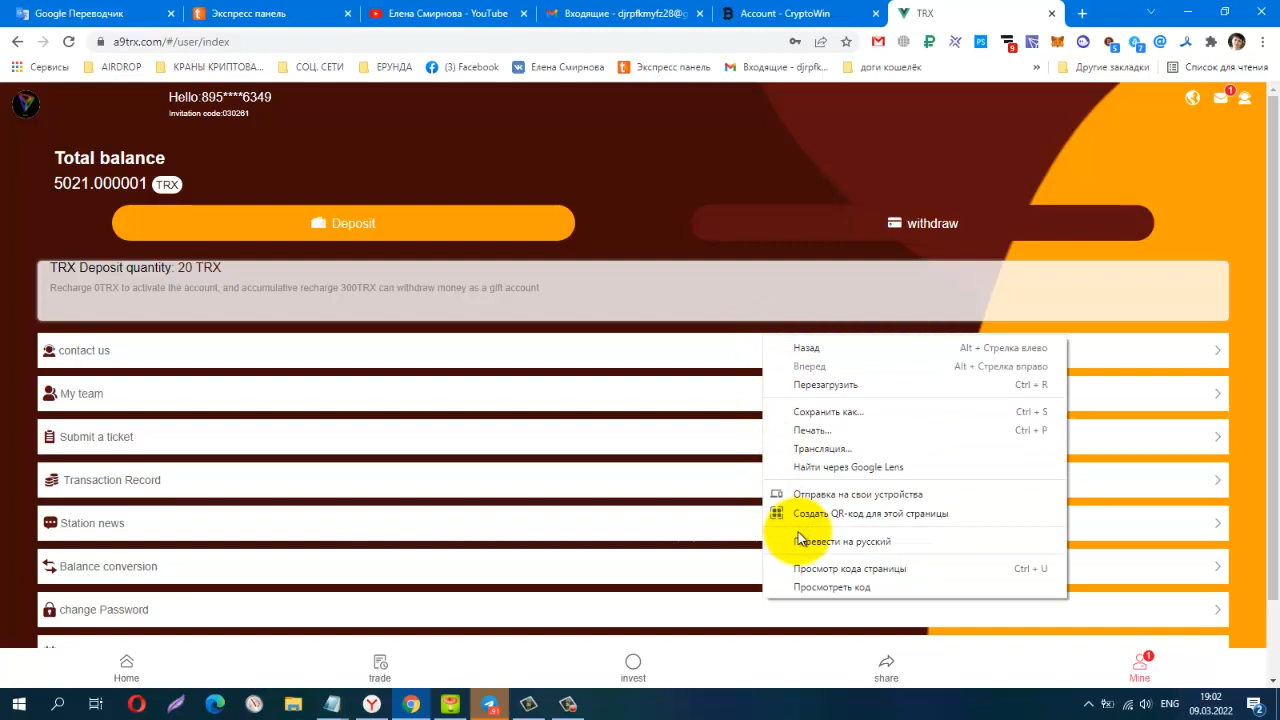 Google Переводчик
Экспресс панель
Елена Смирнова - YouTube
Входящие - djrpfkmyfz28@g
Account - CryptoWin
TRX
a9trx.com/#/user/index
9
5
7
Сервисы
AIRDROP
КРАНЫ КРИПТОВА...
СОЦ. СЕТИ
ЕРУНДА
(3) Facebook
Елена Смирнова
Экспресс панель
Входящие - djrpfk...
доги кошелёк
»
Другие закладки
Список для чтения
Hello:895****6349
Invitation code:030261
1
Total balance
5021.000001 TRX
Deposit
withdraw
TRX Deposit quantity: 20 TRX
Recharge 0TRX to activate the account, and accumulative recharge 300TRX can withdraw money as a gift account
contact us
My team
Submit a ticket
Transaction Record
Station news
Balance conversion
change Password
Назад Alt + Стрелка влево
Вперед Alt + Стрелка вправо
Перезагрузить Ctrl + R
Сохранить как... Ctrl + S
Печать... Ctrl + P
Трансляция...
Найти через Google Lens
Отправка на свои устройства
Создать QR-код для этой страницы
Перевести на русский
Просмотр кода страницы Ctrl + U
Просмотреть код
Home
trade
invest
share
1
Mine
ENG
19:02
09.03.2022
2